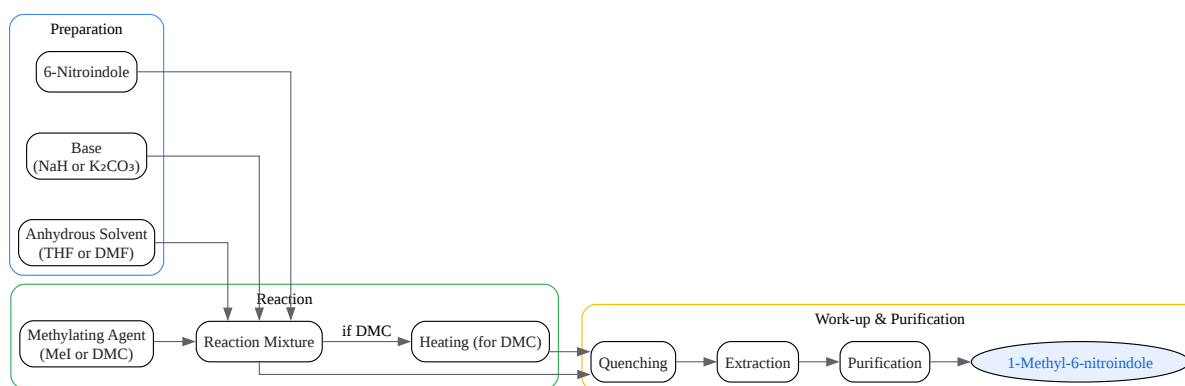 Preparation
6-Nitroindole
Base
(NaH or K₂CO₃)
Anhydrous Solvent
(THF or DMF)
Reaction
Methylating Agent
(MeI or DMC)
Reaction Mixture
if DMC
Heating (for DMC)
Work-up & Purification
Quenching
Extraction
Purification
1-Methyl-6-nitroindole